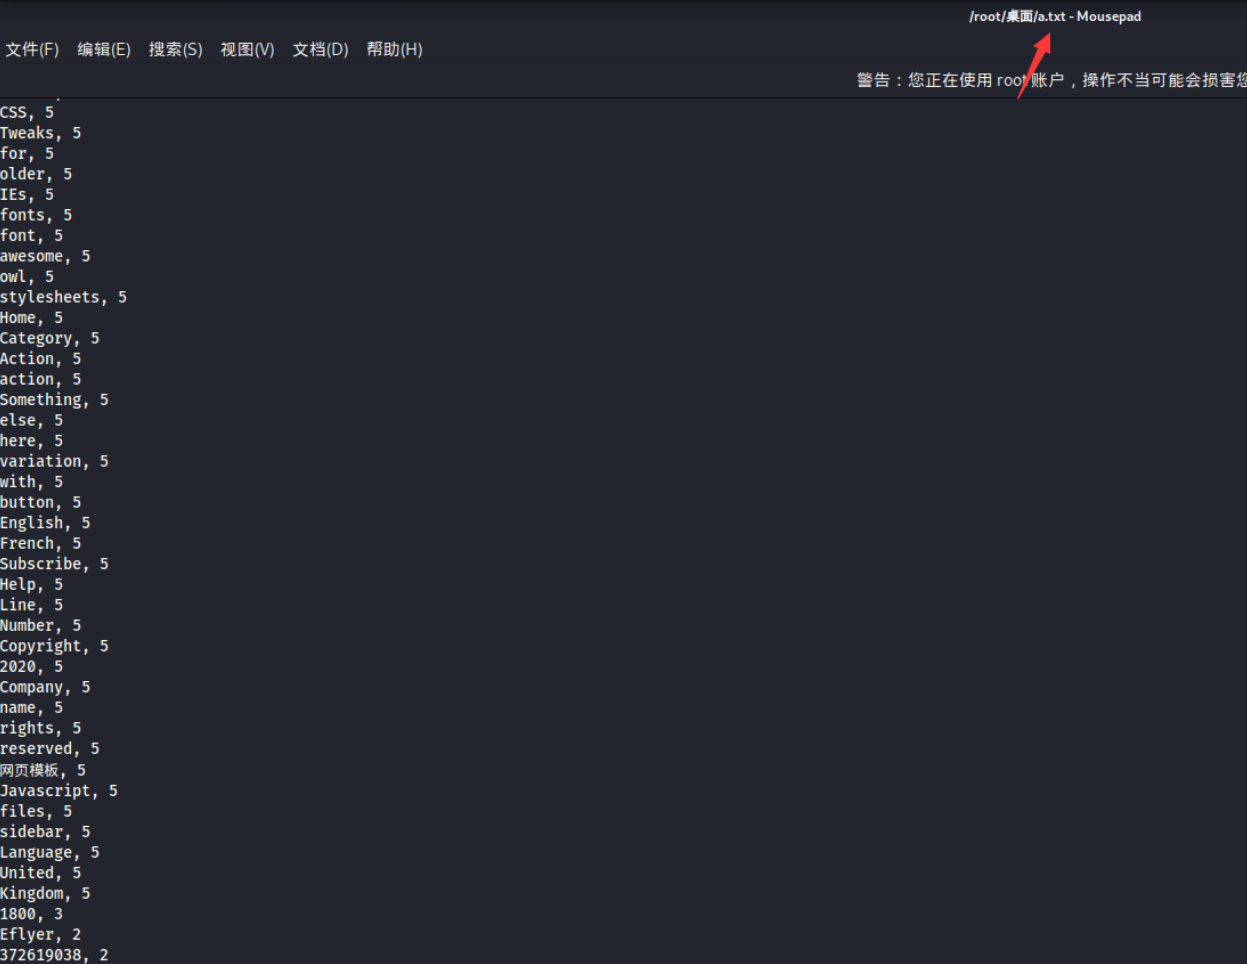 /root/桌面/a.txt - Mousepad
文件(F) 编辑(E) 搜索(S) 视图(V) 文档(D) 帮助(H)
警告：您正在使用 root 账户，操作不当可能会损害您
CSS, 5
Tweaks, 5
for, 5
older, 5
IEs, 5
fonts, 5
font, 5
awesome, 5
owl, 5
stylesheets, 5
Home, 5
Category, 5
Action, 5
action, 5
Something, 5
else, 5
here, 5
variation, 5
with, 5
button, 5
English, 5
French, 5
Subscribe, 5
Help, 5
Line, 5
Number, 5
Copyright, 5
2020, 5
Company, 5
name, 5
rights, 5
reserved, 5
网页模板, 5
Javascript, 5
files, 5
sidebar, 5
Language, 5
United, 5
Kingdom, 5
1800, 3
Eflyer, 2
372619038, 2